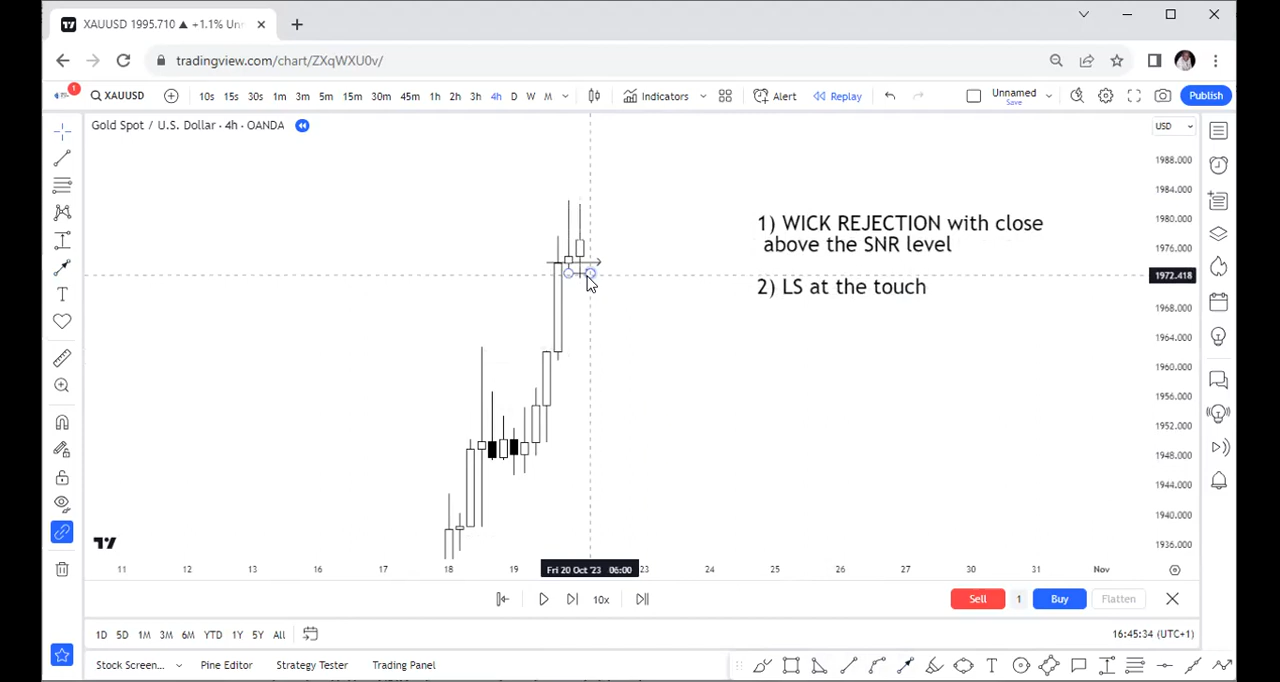 XAUUSD 1995.710 ▲ +1.1% Unn
tradingview.com/chart/ZXqWXU0v/
1
XAUUSD 10s 15s 30s 1m 3m 5m 15m 30m 45m 1h 2h 3h 4h D W M Indicators Alert Replay Unnamed Save Publish
Gold Spot / U.S. Dollar · 4h · OANDA
USD
1988.000
1984.000
1980.000
1976.000
1972.418
1968.000
1964.000
1960.000
1956.000
1952.000
1948.000
1944.000
1940.000
1936.000
1) WICK REJECTION with close
above the SNR level
2) LS at the touch
11 12 13 16 17 18 19 Fri 20 Oct '23 06:00 23 24 25 26 27 30 31 Nov
10x Sell 1 Buy Flatten
1D 5D 1M 3M 6M YTD 1Y 5Y All 16:45:34 (UTC+1)
Stock Screen... Pine Editor Strategy Tester Trading Panel